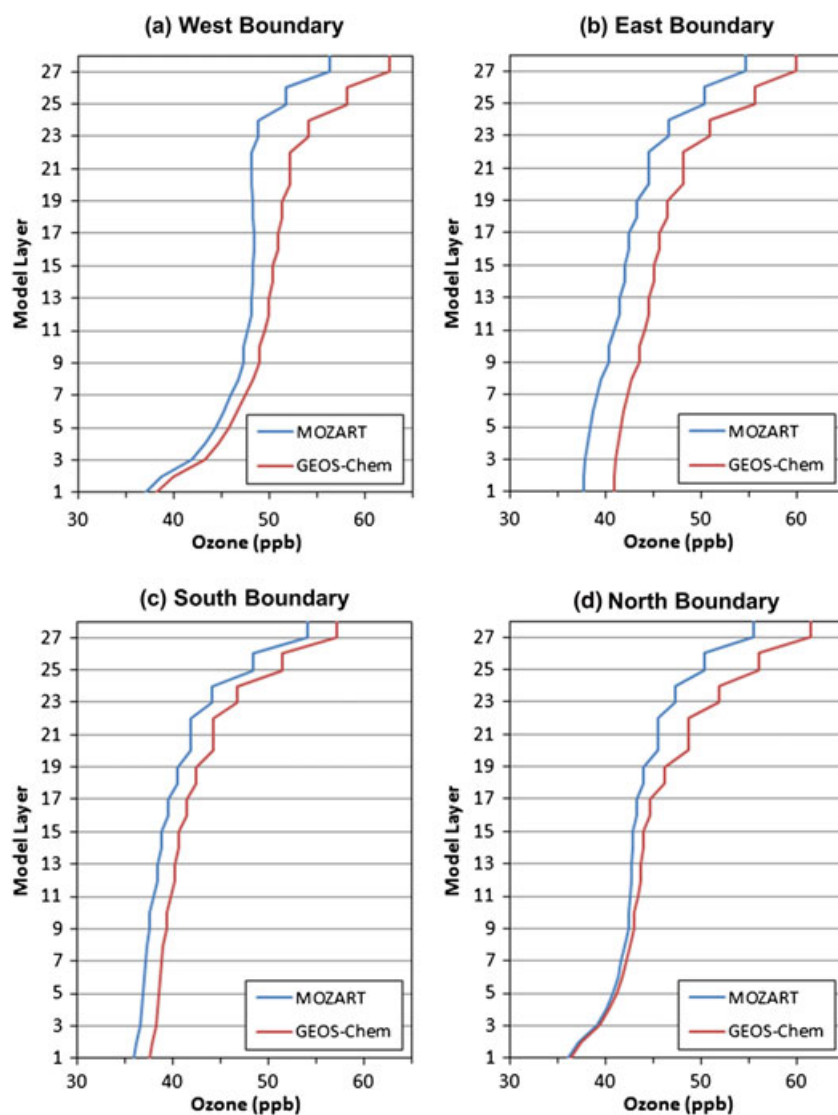 (a) West Boundary
Model Layer
27
25
23
21
19
17
15
13
11
9
7
5
3
1
MOZART
GEOS-Chem
30 40 50 60
Ozone (ppb)
(b) East Boundary
Model Layer
27
25
23
21
19
17
15
13
11
9
7
5
3
1
MOZART
GEOS-Chem
30 40 50 60
Ozone (ppb)
(c) South Boundary
Model Layer
27
25
23
21
19
17
15
13
11
9
7
5
3
1
MOZART
GEOS-Chem
30 40 50 60
Ozone (ppb)
(d) North Boundary
Model Layer
27
25
23
21
19
17
15
13
11
9
7
5
3
1
MOZART
GEOS-Chem
30 40 50 60
Ozone (ppb)